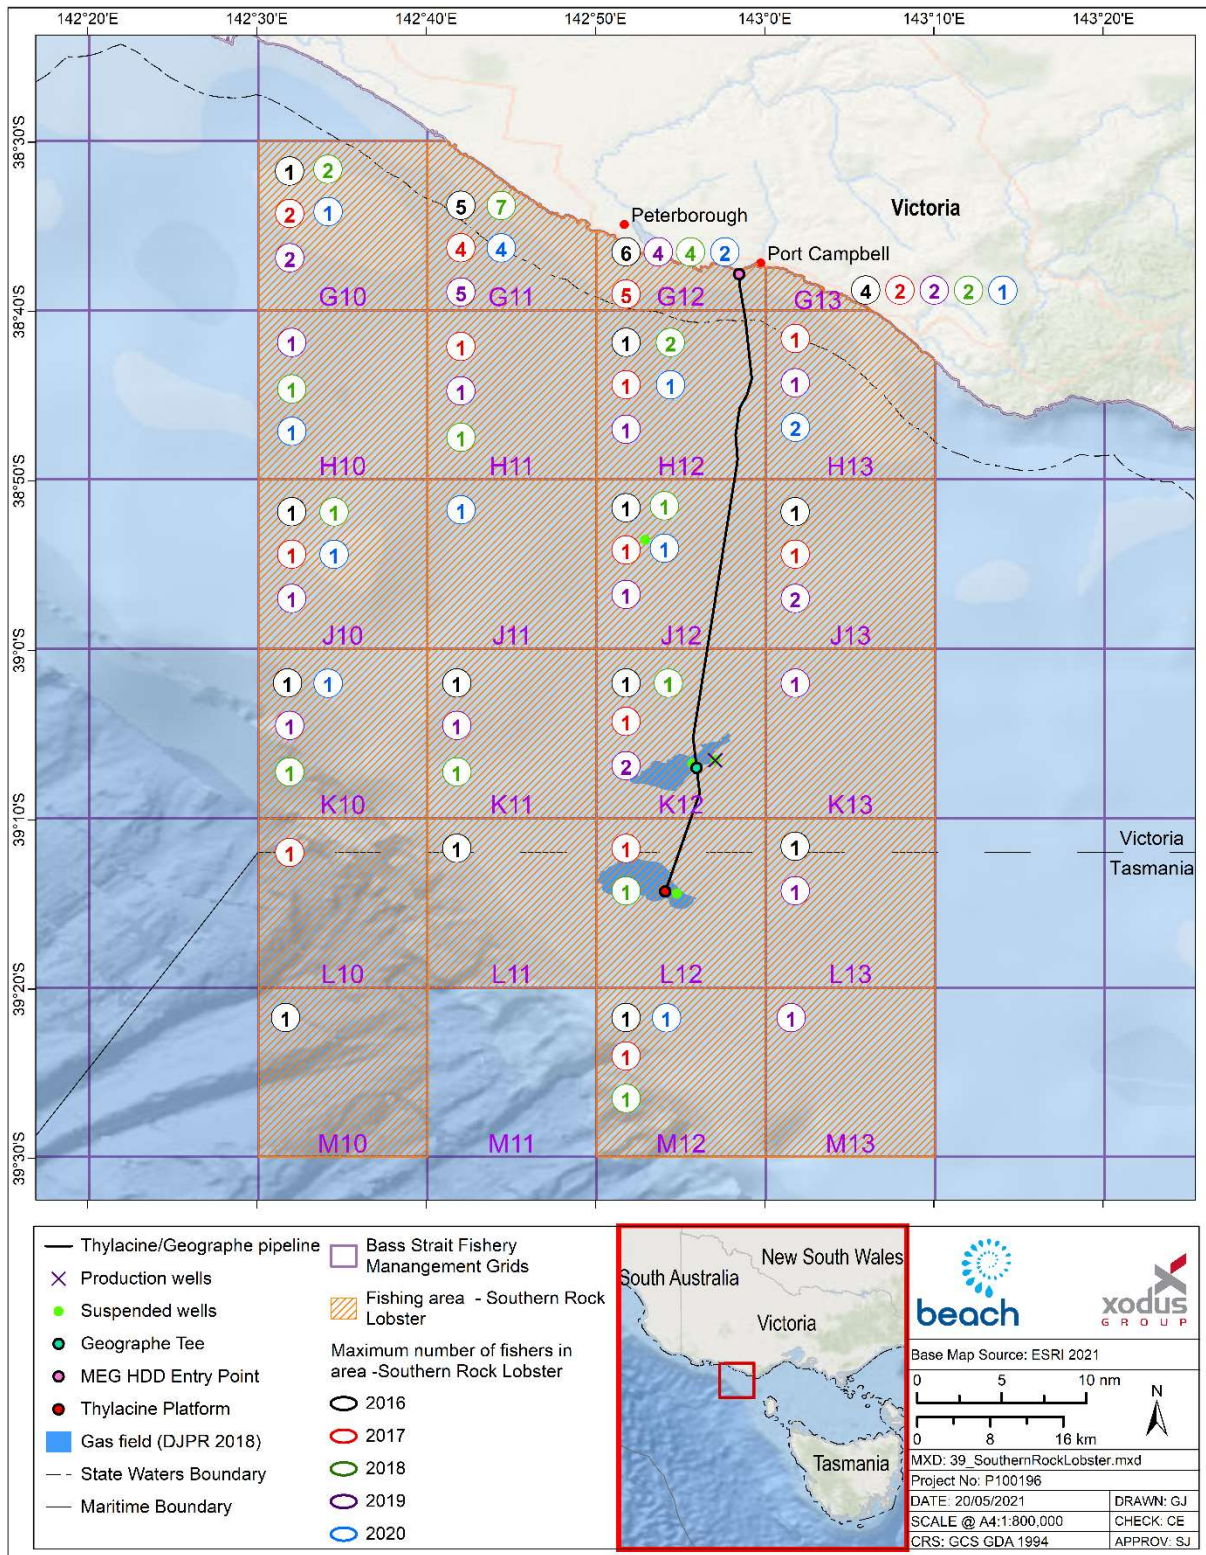 142°20'E 142°30'E 142°40'E 142°50'E 143°0'E 143°10'E 143°20'E
38°30'S
1 2
2 1
2
G10
5 7
4 4
5
G11
Peterborough
Victoria
6 4 4 2
5
G12
Port Campbell
G13
4 2 2 2 1
38°40'S
1
1
1
H10
1
1
1
H11
1 2
1 1
1
H12
1
1
2
H13
38°50'S
1 1
1 1
1
J10
1
J11
1 1
1 1
1
J12
1
1
2
J13
39°0'S
1 1
1
1
K10
1
1
1
K11
1 1
1
2
K12
1
K13
39°10'S
1
L10
1
L11
1
1
L12
1
1
L13
Victoria
Tasmania
39°20'S
1
M10
M11
1 1
1
1
M12
1
M13
39°30'S
Thylacine/Geographe pipeline
Production wells
Suspended wells
Geographe Tee
MEG HDD Entry Point
Thylacine Platform
Gas field (DJPR 2018)
State Waters Boundary
Maritime Boundary
Bass Strait Fishery
Manangement Grids
Fishing area - Southern Rock
Lobster
Maximum number of fishers in
area -Southern Rock Lobster
2016
2017
2018
2019
2020
New South Wales
South Australia
Victoria
Tasmania
beach
xodus
GROUP
Base Map Source: ESRI 2021
0 5 10 nm
0 8 16 km
N
MXD: 39_SouthernRockLobster.mxd
Project No: P100196
DATE: 20/05/2021 DRAWN: GJ
SCALE @ A4:1:800,000 CHECK: CE
CRS: GCS GDA 1994 APPROV: SJ